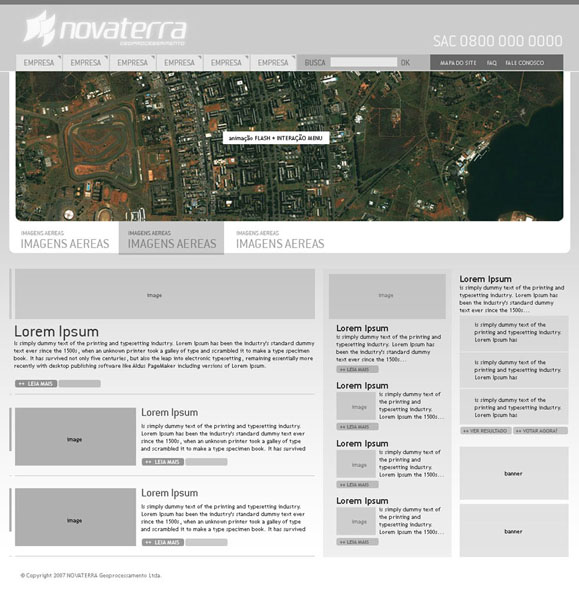 novaterra
GEOPROCESSAMENTO
SAC 0800 000 0000
EMPRESA EMPRESA EMPRESA EMPRESA EMPRESA EMPRESA BUSCA OK MAPA DO SITE FAQ FALE CONOSCO
animação FLASH + INTERAÇÃO MENU
IMAGENS AEREAS
IMAGENS AEREAS
IMAGENS AEREAS
IMAGENS AEREAS
IMAGENS AEREAS
IMAGENS AEREAS
Image
Lorem Ipsum
is simply dummy text of the printing and typesetting industry. Lorem Ipsum has been the industry's standard dummy
text ever since the 1500s, when an unknown printer took a galley of type and scrambled it to make a type specimen
book. It has survived not only five centuries, but also the leap into electronic typesetting, remaining essentially more
recently with desktop publishing software like Aldus PageMaker including versions of Lorem Ipsum.
++ LEIA MAIS
Image
Lorem Ipsum
is simply dummy text of the printing and typesetting industry.
Lorem Ipsum has been the industry's standard dummy text ever
since the 1500s, when an unknown printer took a galley of type
and scrambled it to make a type specimen book. It has survived
++ LEIA MAIS
Image
Lorem Ipsum
is simply dummy text of the printing and typesetting industry.
Lorem Ipsum has been the industry's standard dummy text ever
since the 1500s, when an unknown printer took a galley of type
and scrambled it to make a type specimen book. It has survived
++ LEIA MAIS
Image
Lorem Ipsum
is simply dummy text of the printing
and typesetting industry. Lorem Ipsum
has been the industry's standard
dummy text ever since the 1500s...
++ LEIA MAIS
Lorem Ipsum
Image
is simply dummy text of
the printing and
typesetting industry.
Lorem Ipsum the 1500s...
++ LEIA MAIS
Lorem Ipsum
Image
is simply dummy text of
the printing and
typesetting industry.
Lorem Ipsum the 1500s...
++ LEIA MAIS
Lorem Ipsum
Image
is simply dummy text of
the printing and
typesetting industry.
Lorem Ipsum the 1500s...
++ LEIA MAIS
Lorem Ipsum
is simply dummy text of the printing and
typesetting industry. Lorem Ipsum has
been the industry's standard dummy text
ever since the 1500s...
is simply dummy text of the
printing and typesetting industry.
Lorem Ipsum has
is simply dummy text of the
printing and typesetting industry.
Lorem Ipsum has
is simply dummy text of the
printing and typesetting industry.
Lorem Ipsum has
++ VER RESULTADO ++ VOTAR AGORA!
banner
banner
© Copyright 2007 NOVATERRA Geoprocessamento Ltda.